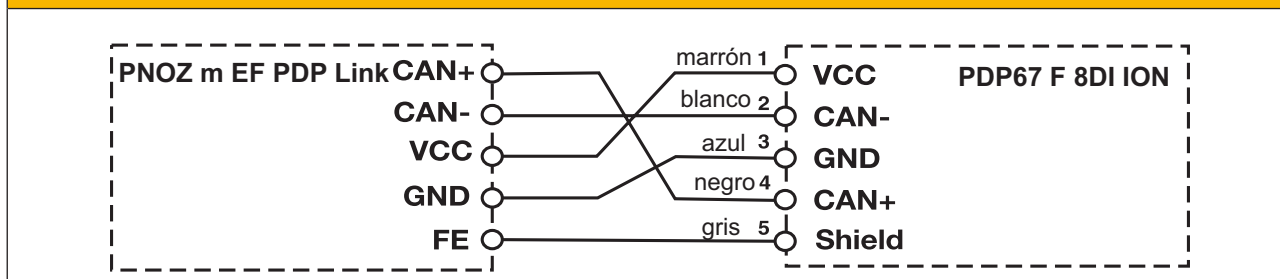 PNOZ m EF PDP Link CAN+ marrón 1 VCC PDP67 F 8DI ION
CAN- blanco 2 CAN-
VCC azul 3 GND
GND negro 4 CAN+
FE gris 5 Shield